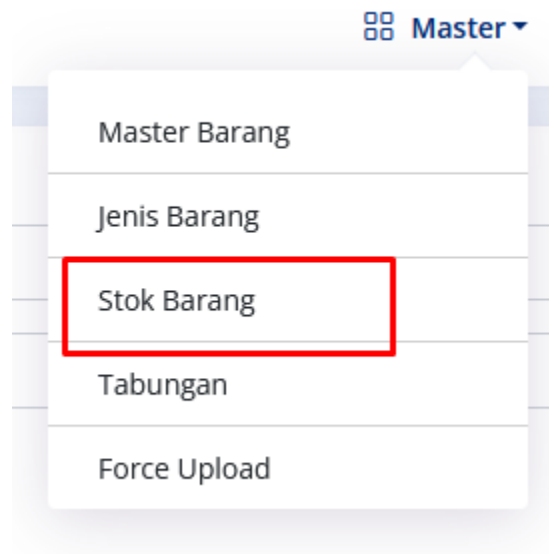 Master
Master Barang
Jenis Barang
Stok Barang
Tabungan
Force Upload